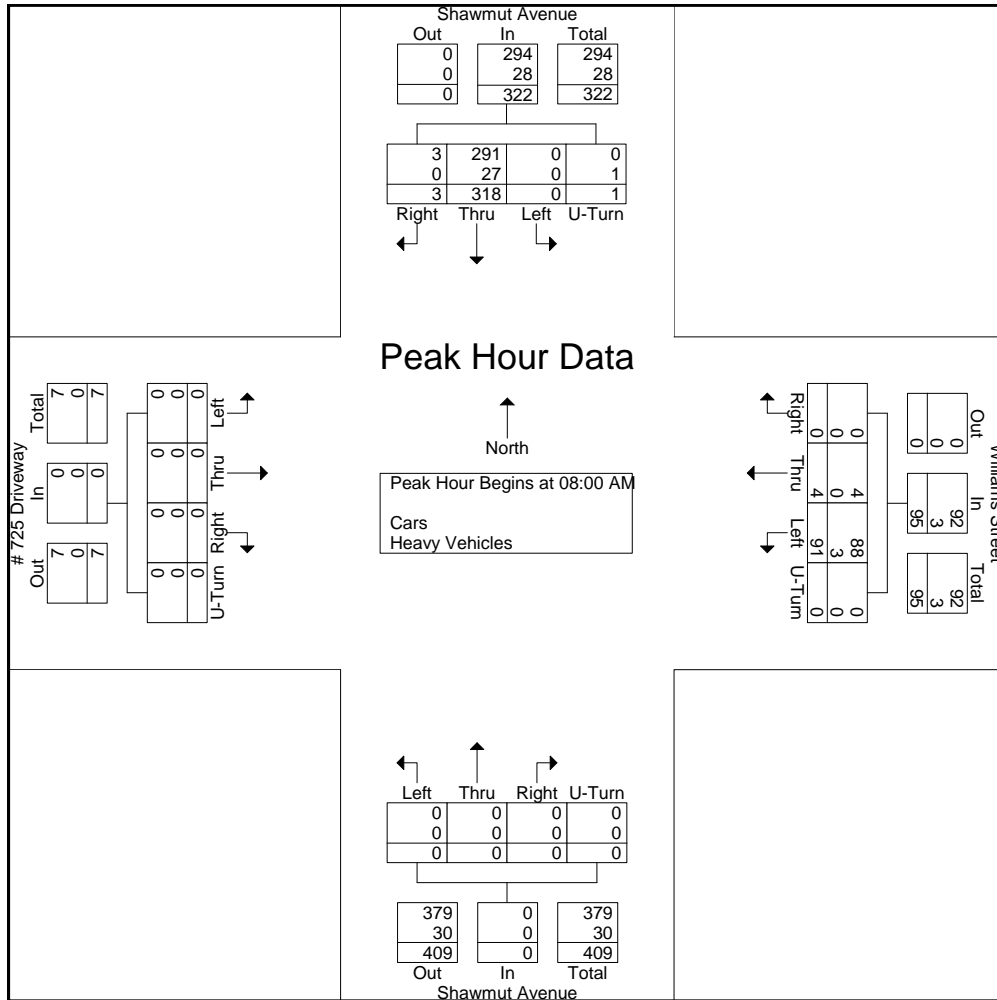 Shawmut Avenue
Out In Total
0 294 294
0 28 28
0 322 322
3 291 0 0
0 27 0 1
3 318 0 1
Right Thru Left U-Turn
Peak Hour Data
North
Peak Hour Begins at 08:00 AM
Cars
Heavy Vehicles
# 725 Driveway
Out In Total
7 0 7
0 0 0
7 0 7
U-Turn Right Thru Left
0 0 0 0
0 0 0 0
0 0 0 0
Williams Street
Out In Total
0 92 92
0 3 3
0 95 95
0 4 88 0
0 0 3 0
0 4 91 0
Right Thru Left U-Turn
Left Thru Right U-Turn
0 0 0 0
0 0 0 0
0 0 0 0
379 0 379
30 0 30
409 0 409
Out In Total
Shawmut Avenue